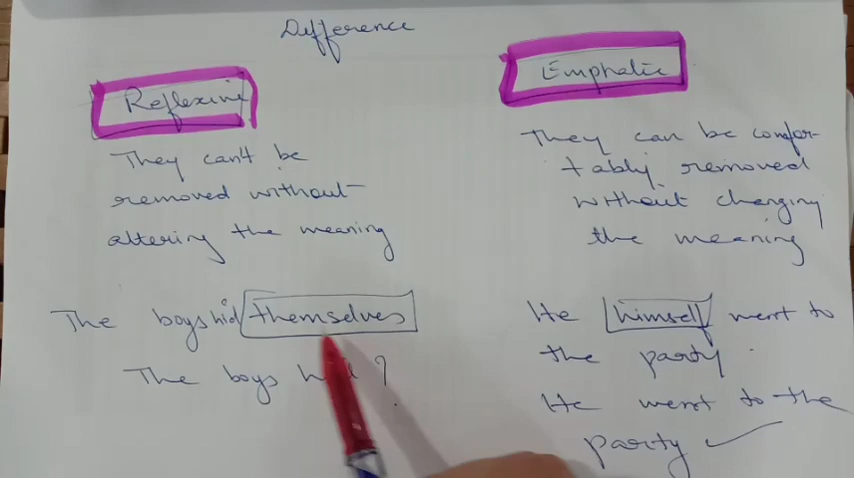 Difference
Reflexive
They can't be
removed without
altering the meaning
The boys hid themselves
The boys hid ?
Emphatic
They can be comfor-
tably removed
without changing
the meaning
He himself went to
the party.
He went to the
party ✓